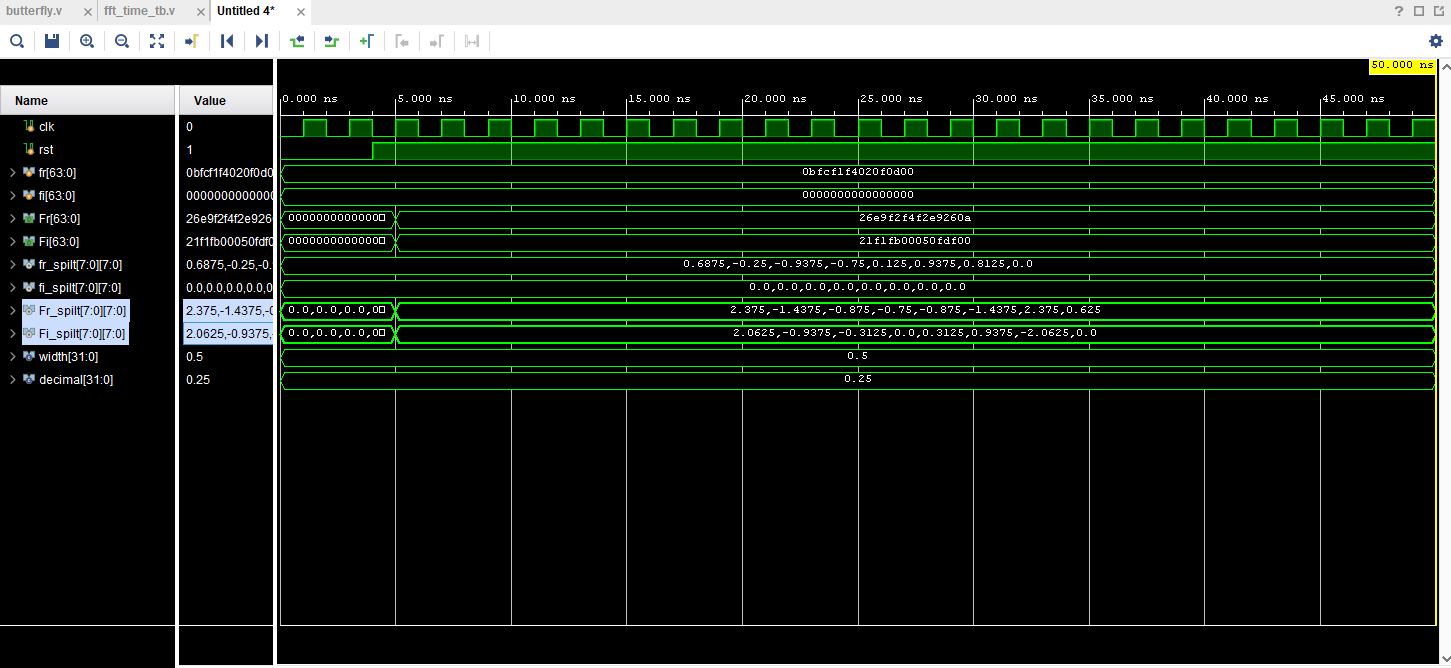 butterfly.v × fft_time_tb.v × Untitled 4* ×
?
50.000 ns
Name Value
0.000 ns 5.000 ns 10.000 ns 15.000 ns 20.000 ns 25.000 ns 30.000 ns 35.000 ns 40.000 ns 45.000 ns
clk 0
rst 1
fr[63:0] 0bfcf1f4020f0d0 0bfcf1f4020f0d00
fi[63:0] 0000000000000 0000000000000000
Fr[63:0] 26e9f2f4f2e9260 0000000000000 26e9f2f4f2e9260a
Fi[63:0] 21f1fb00050fdf0 0000000000000 21f1fb00050fdf00
fr_spilt[7:0][7:0] 0.6875,-0.25,-0. 0.6875,-0.25,-0.9375,-0.75,0.125,0.9375,0.8125,0.0
fi_spilt[7:0][7:0] 0.0,0.0,0.0,0.0,0.0 0.0,0.0,0.0,0.0,0.0,0.0,0.0,0.0
Fr_spilt[7:0][7:0] 2.375,-1.4375,-0 0.0,0.0,0.0,0.0,0 2.375,-1.4375,-0.875,-0.75,-0.875,-1.4375,2.375,0.625
Fi_spilt[7:0][7:0] 2.0625,-0.9375,- 0.0,0.0,0.0,0.0,0 2.0625,-0.9375,-0.3125,0.0,0.3125,0.9375,-2.0625,0.0
width[31:0] 0.5 0.5
decimal[31:0] 0.25 0.25